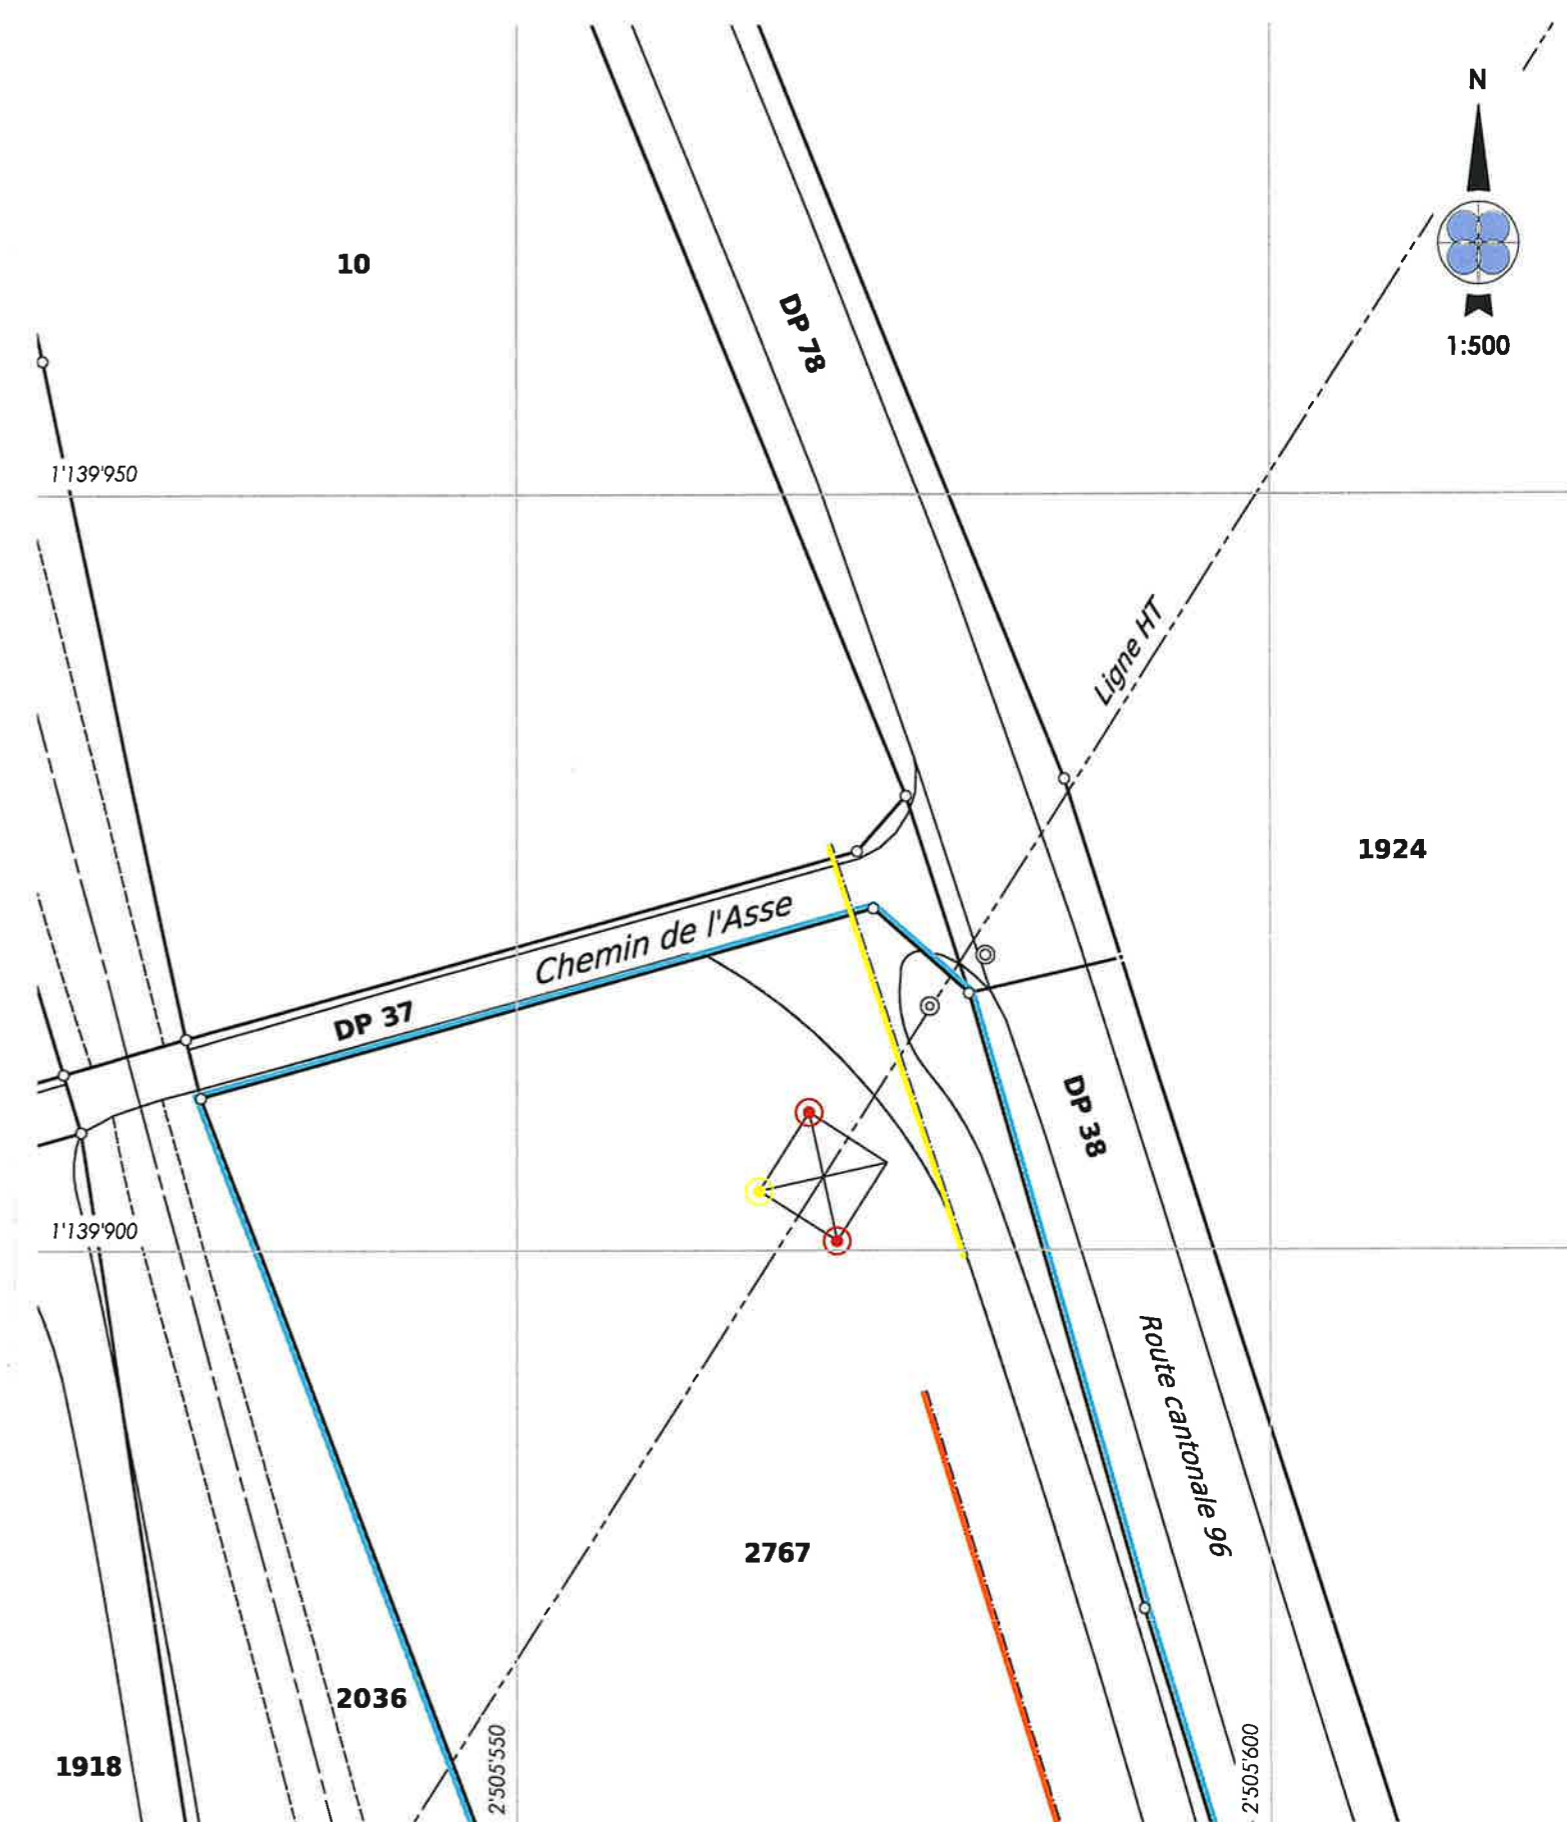 N
10
DP 78
1:500
1'139'950
Ligne HT
1924
Chemin de l'Asse
DP 37
DP 38
1'139'900
Route cantonale 96
2767
2036
1918
2'505'550
2'505'600